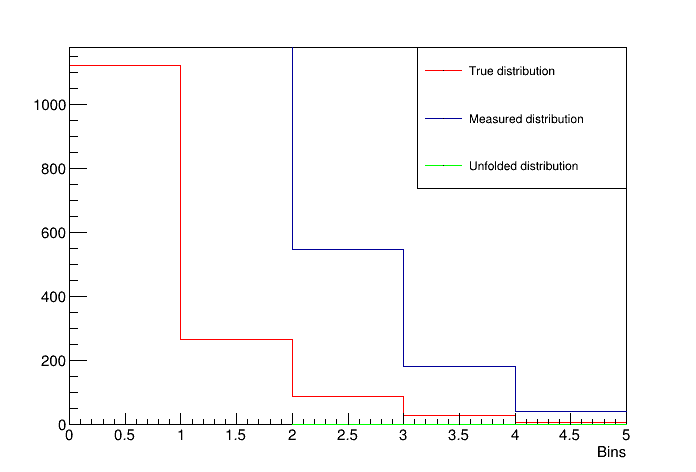 True distribution
Measured distribution
Unfolded distribution
1000
800
600
400
200
0
0 0.5 1 1.5 2 2.5 3 3.5 4 4.5 5
Bins